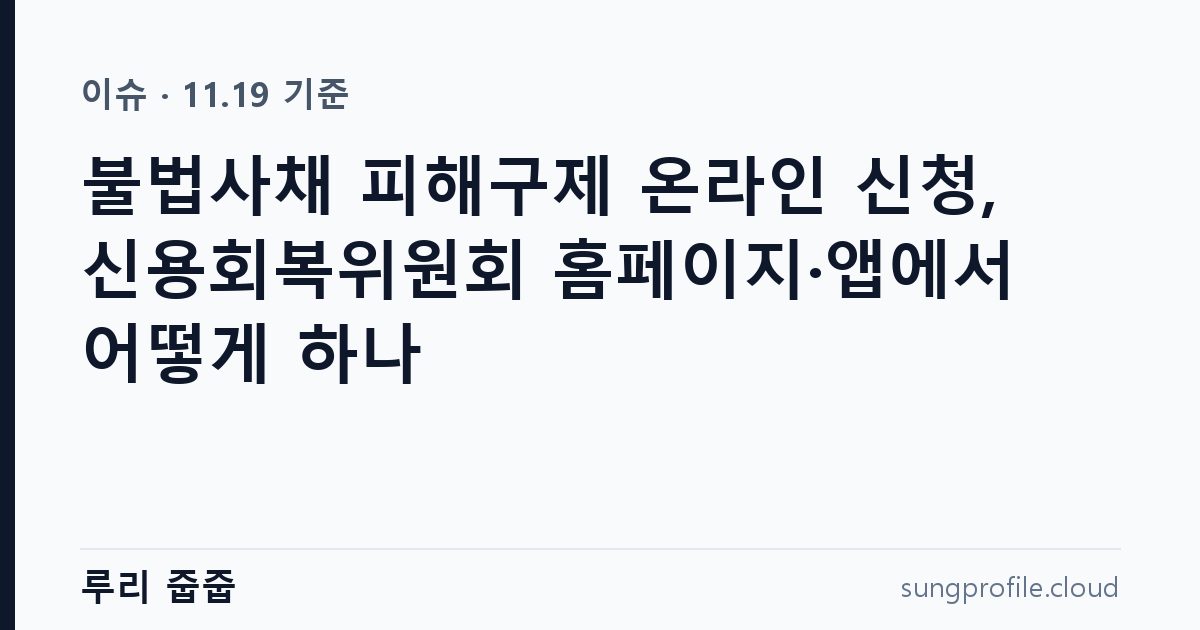 이슈 · 11.19 기준
불법사채 피해구제 온라인 신청,
신용회복위원회 홈페이지·앱에서
어떻게 하나
루리 줍줍
sungprofile.cloud